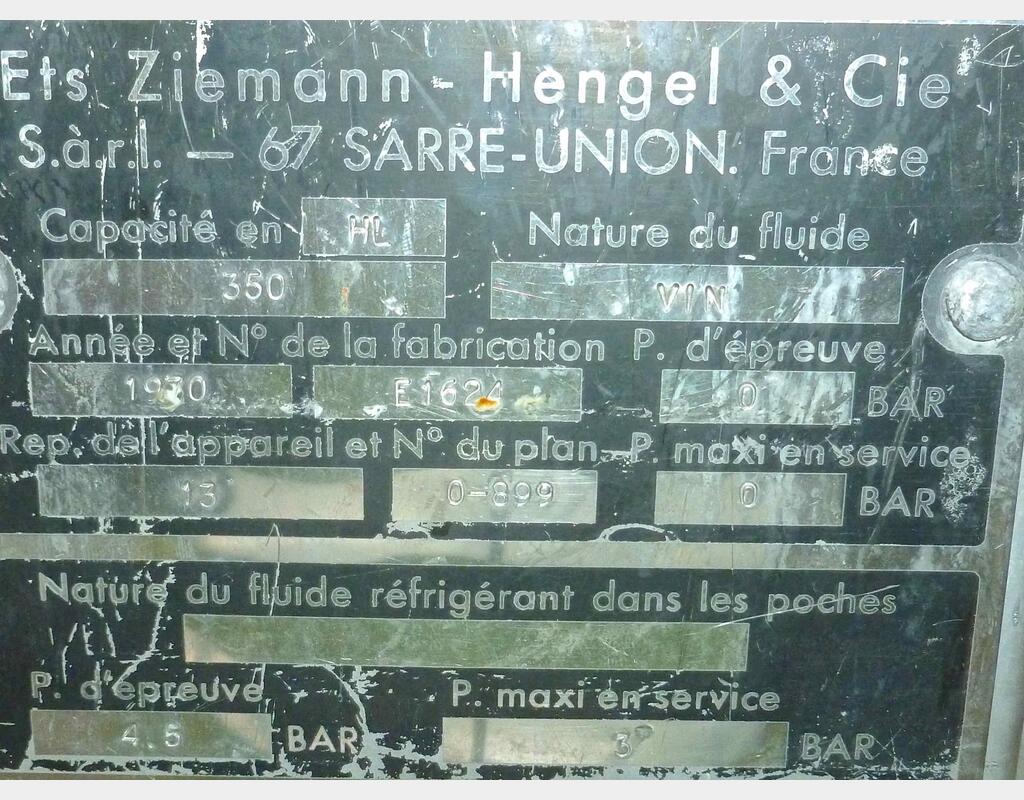 Ets Ziemann - Hengel & Cie
S.à.r.l. — 67 SARRE-UNION. France
Capacité en HL Nature du fluide
350 VIN
Année et N° de la fabrication P. d'épreuve
E1624 0 BAR
Rep. de l'appareil et N° du plan P. maxi en service
13 0-899 0 BAR
Nature du fluide réfrigérant dans les poches
P. d'épreuve P. maxi en service
4.5 BAR 3 BAR